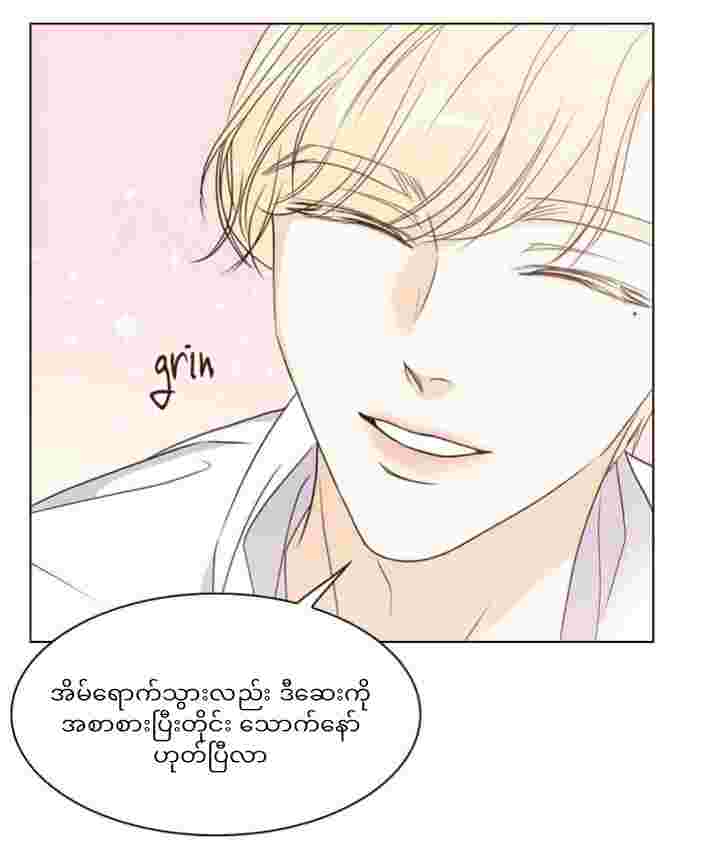 grin
အိမ်ရောက်သွားလည်း ဒီဆေးကို
အစာစားပြီးတိုင်း သောက်နော်
ဟုတ်ပြီလာ